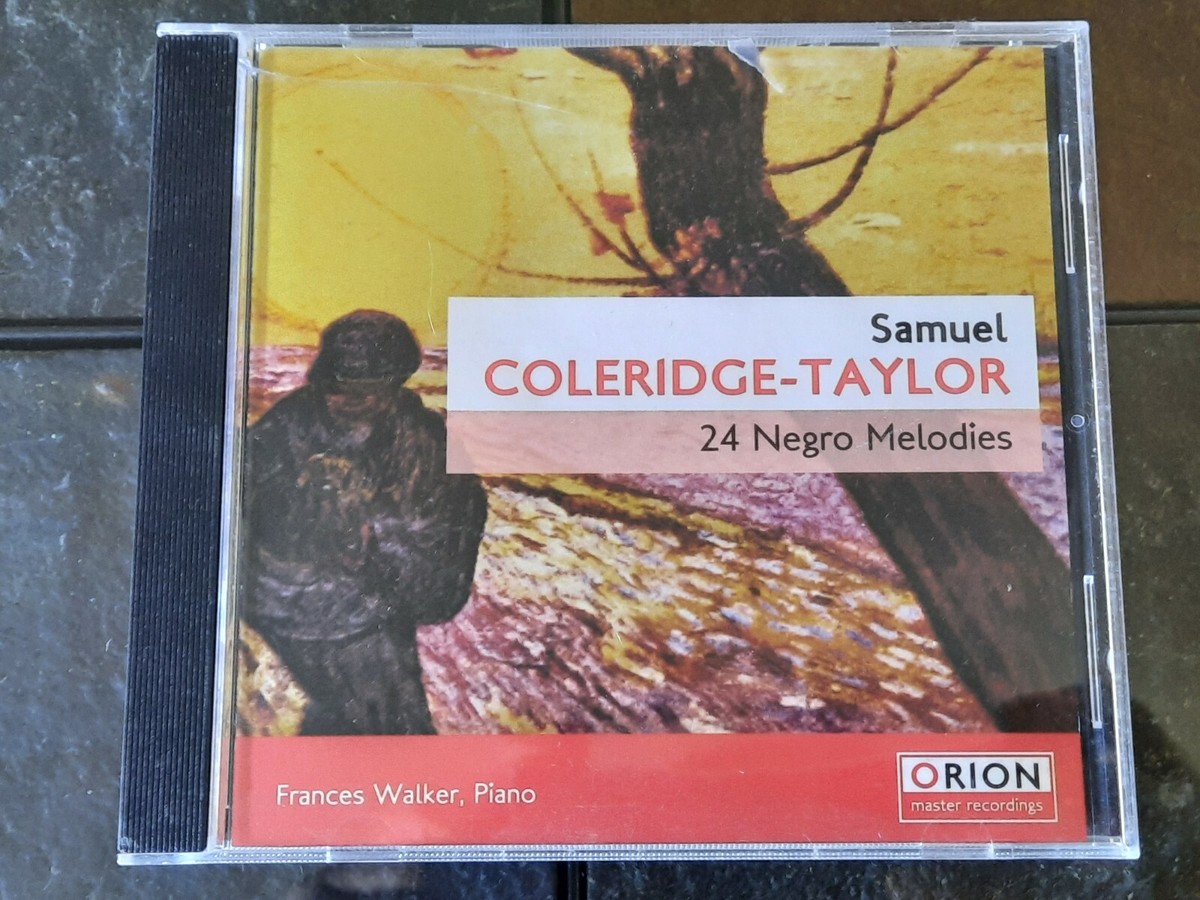 Samuel
COLERIDGE-TAYLOR
24 Negro Melodies
Frances Walker, Piano
ORION
master recordings